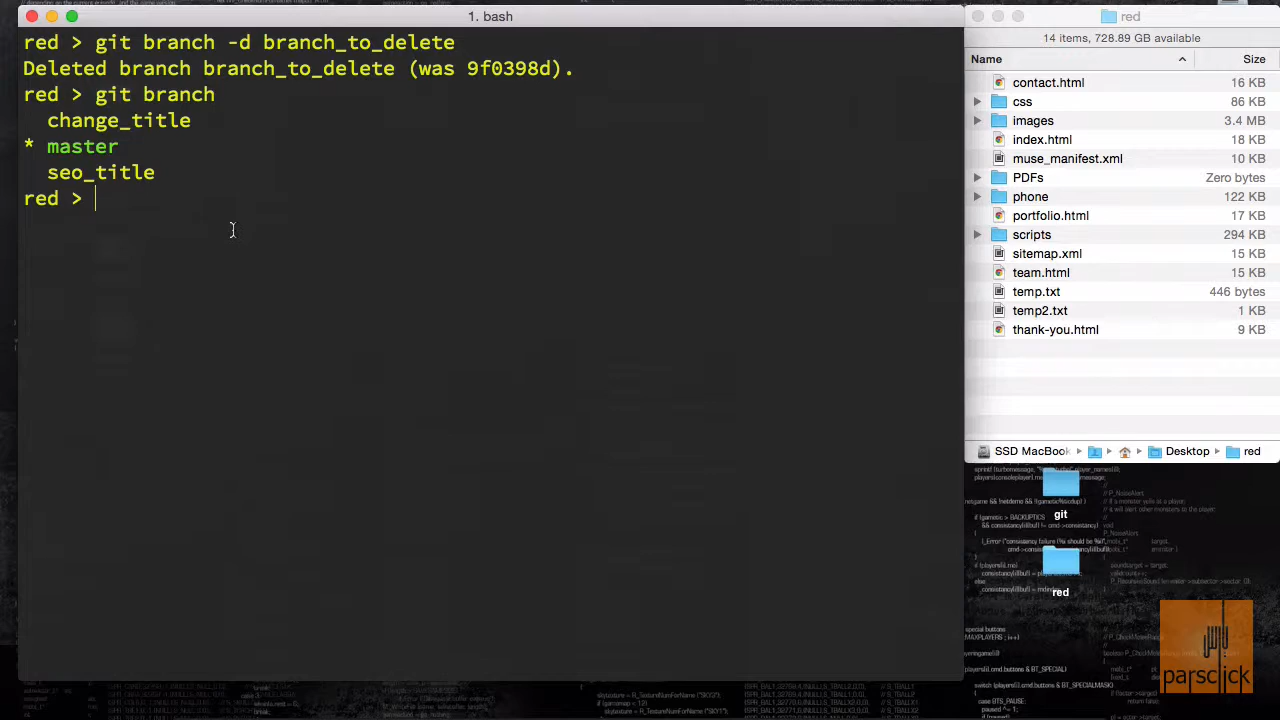 1. bash
red > git branch -d branch_to_delete
Deleted branch branch_to_delete (was 9f0398d).
red > git branch
change_title
* master
seo_title
red >
red
14 items, 728.89 GB available
Name Size
contact.html 16 KB
css 86 KB
images 3.4 MB
index.html 18 KB
muse_manifest.xml 10 KB
PDFs Zero bytes
phone 122 KB
portfolio.html 17 KB
scripts 294 KB
sitemap.xml 15 KB
team.html 15 KB
temp.txt 446 bytes
temp2.txt 1 KB
thank-you.html 9 KB
SSD MacBook Desktop red
git
red
parsclick